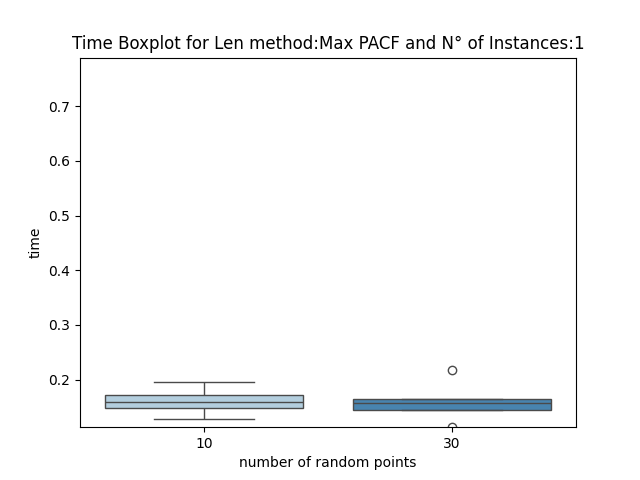 Time Boxplot for Len method:Max PACF and N° of Instances:1
0.7
0.6
0.5
0.4
0.3
0.2
time
10
30
number of random points